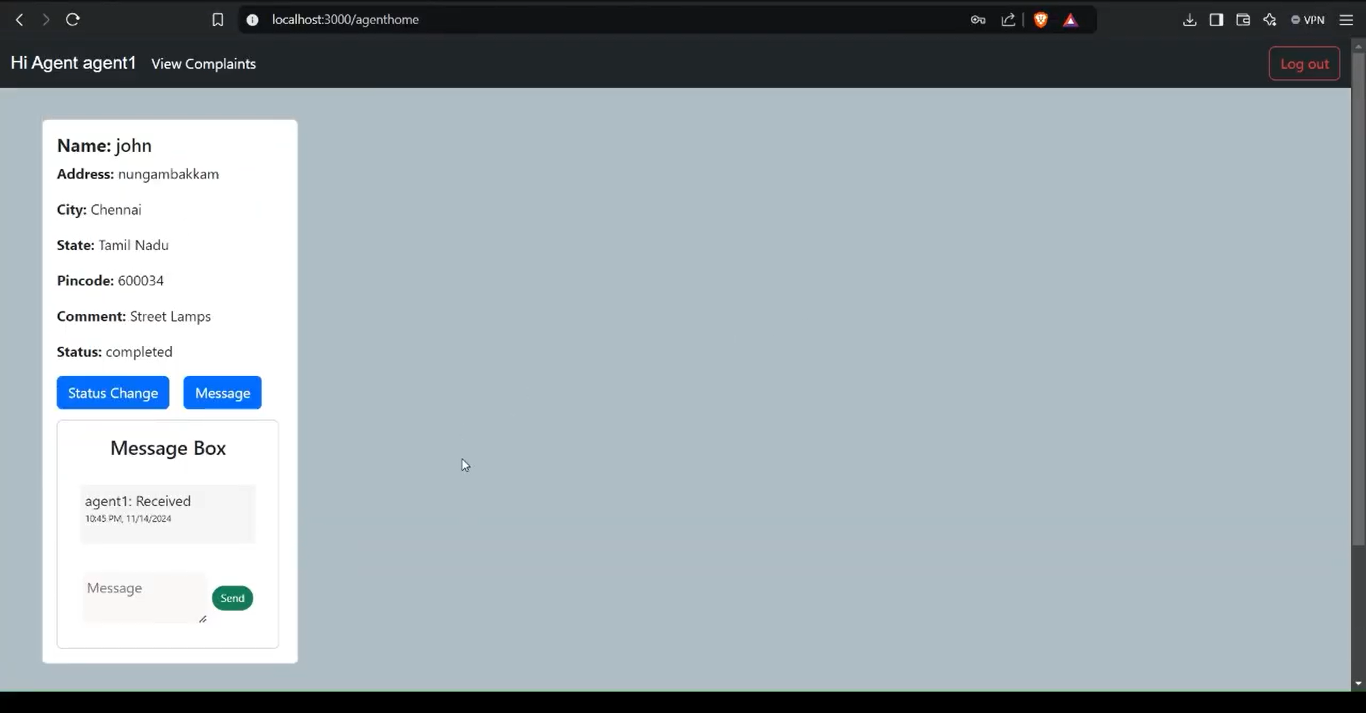 localhost:3000/agenthome
VPN
Hi Agent agent1 View Complaints Log out
Name: john
Address: nungambakkam
City: Chennai
State: Tamil Nadu
Pincode: 600034
Comment: Street Lamps
Status: completed
Status Change Message
Message Box
agent1: Received
10:45 PM, 11/14/2024
Message
Send